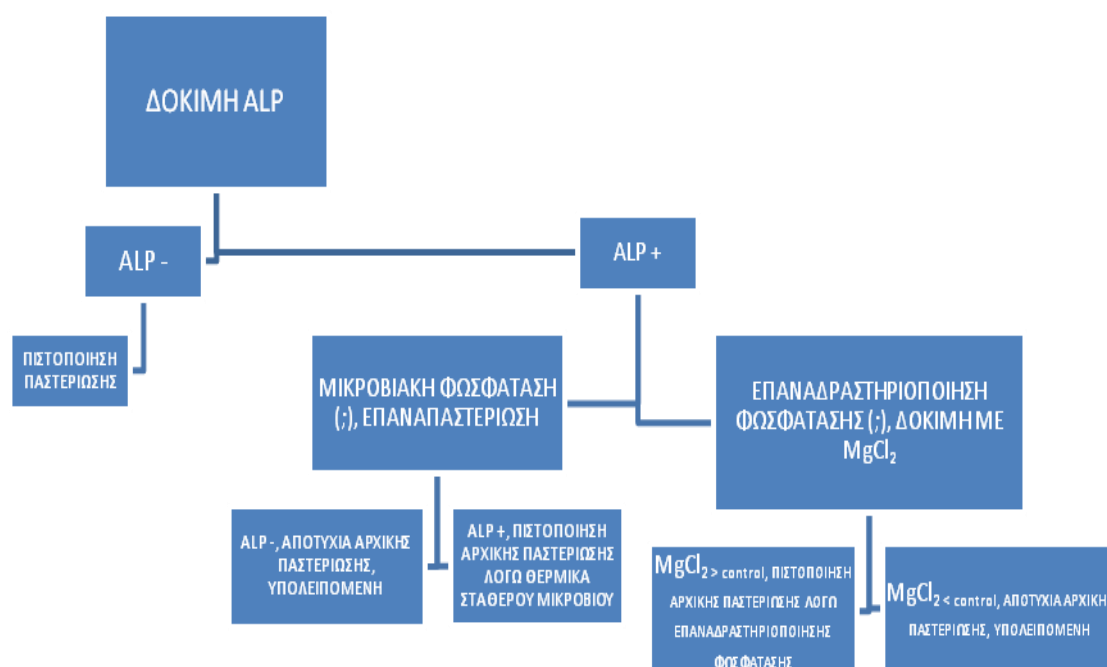 ΔΟΚΙΜΗ ALP
ALP -
ALP +
ΠΙΣΤΟΠΟΙΗΣΗ
ΠΑΣΤΕΡΙΩΣΗΣ
ΜΙΚΡΟΒΙΑΚΗ ΦΩΣΦΑΤΑΣΗ
(;), ΕΠΑΝΑΠΑΣΤΕΡΙΩΣΗ
ΕΠΑΝΑΔΡΑΣΤΗΡΙΟΠΟΙΗΣΗ
ΦΩΣΦΑΤΑΣΗΣ (;), ΔΟΚΙΜΗ ΜΕ
MgCl₂
ALP -, ΑΠΟΤΥΧΙΑ ΑΡΧΙΚΗΣ
ΠΑΣΤΕΡΙΩΣΗΣ,
ΥΠΟΛΕΙΠΟΜΕΝΗ
ALP +, ΠΙΣΤΟΠΟΙΗΣΗ
ΑΡΧΙΚΗΣ ΠΑΣΤΕΡΙΩΣΗΣ
ΛΟΓΩ ΘΕΡΜΙΚΑ
ΣΤΑΘΕΡΟΥ ΜΙΚΡΟΒΙΟΥ
MgCl₂ > control, ΠΙΣΤΟΠΟΙΗΣΗ
ΑΡΧΙΚΗΣ ΠΑΣΤΕΡΙΩΣΗΣ ΛΟΓΩ
ΕΠΑΝΑΔΡΑΣΤΗΡΙΟΠΟΙΗΣΗΣ
ΦΩΣΦΑΤΑΣΗΣ
MgCl₂ < control, ΑΠΟΤΥΧΙΑ ΑΡΧΙΚΗ
ΠΑΣΤΕΡΙΩΣΗΣ, ΥΠΟΛΕΙΠΟΜΕΝΗ